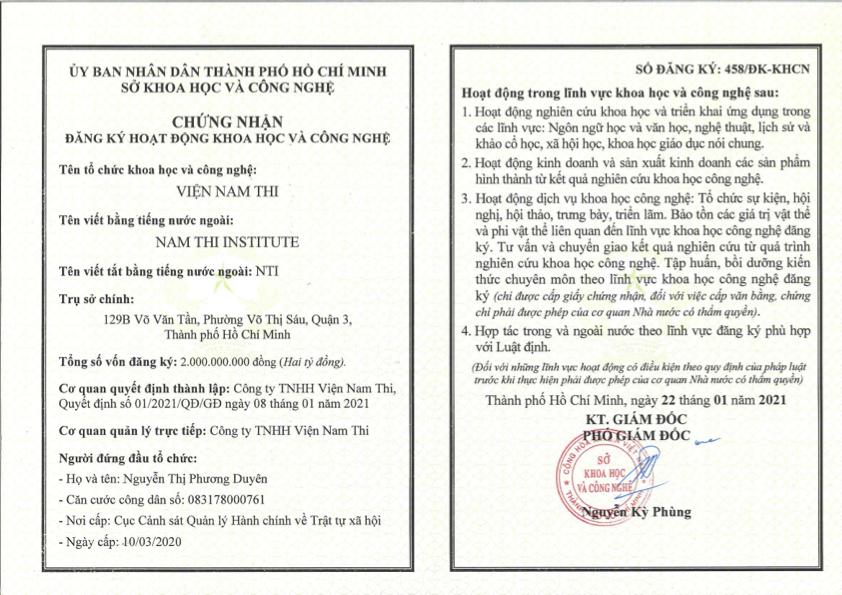 ỦY BAN NHÂN DÂN THÀNH PHỐ HỒ CHÍ MINH
SỞ KHOA HỌC VÀ CÔNG NGHỆ
CHỨNG NHẬN
ĐĂNG KÝ HOẠT ĐỘNG KHOA HỌC VÀ CÔNG NGHỆ
Tên tổ chức khoa học và công nghệ:
VIỆN NAM THI
Tên viết bằng tiếng nước ngoài:
NAM THI INSTITUTE
Tên viết tắt bằng tiếng nước ngoài: NTI
Trụ sở chính:
129B Võ Văn Tần, Phường Võ Thị Sáu, Quận 3,
Thành phố Hồ Chí Minh
Tổng số vốn đăng ký: 2.000.000.000 đồng (Hai tỷ đồng).
Cơ quan quyết định thành lập: Công ty TNHH Viện Nam Thi,
Quyết định số 01/2021/QĐ/GĐ ngày 08 tháng 01 năm 2021
Cơ quan quản lý trực tiếp: Công ty TNHH Viện Nam Thi
Người đứng đầu tổ chức:
- Họ và tên: Nguyễn Thị Phương Duyên
- Căn cước công dân số: 083178000761
- Nơi cấp: Cục Cảnh sát Quản lý Hành chính về Trật tự xã hội
- Ngày cấp: 10/03/2020
SỐ ĐĂNG KÝ: 458/ĐK-KHCN
Hoạt động trong lĩnh vực khoa học và công nghệ sau:
1. Hoạt động nghiên cứu khoa học và triển khai ứng dụng trong
các lĩnh vực: Ngôn ngữ học và văn học, nghệ thuật, lịch sử và
khảo cổ học, xã hội học, khoa học giáo dục nói chung.
2. Hoạt động kinh doanh và sản xuất kinh doanh các sản phẩm
hình thành từ kết quả nghiên cứu khoa học công nghệ.
3. Hoạt động dịch vụ khoa học công nghệ: Tổ chức sự kiện, hội
nghị, hội thảo, trưng bày, triển lãm. Bảo tồn các giá trị vật thể
và phi vật thể liên quan đến lĩnh vực khoa học công nghệ đăng
ký. Tư vấn và chuyển giao kết quả nghiên cứu từ quá trình
nghiên cứu khoa học công nghệ. Tập huấn, bồi dưỡng kiến
thức chuyên môn theo lĩnh vực khoa học công nghệ đăng
ký (chỉ được cấp giấy chứng nhận, đối với việc cấp văn bằng, chứng
chỉ phải được phép của cơ quan Nhà nước có thẩm quyền).
4. Hợp tác trong và ngoài nước theo lĩnh vực đăng ký phù hợp
với Luật định.
(Đối với những lĩnh vực hoạt động có điều kiện theo quy định của pháp luật
trước khi thực hiện phải được phép của cơ quan Nhà nước có thẩm quyền)
Thành phố Hồ Chí Minh, ngày 22 tháng 01 năm 2021
KT. GIÁM ĐỐC
PHÓ GIÁM ĐỐC
SỞ
KHOA HỌC
VÀ CÔNG NGHỆ
Nguyễn Kỳ Phùng